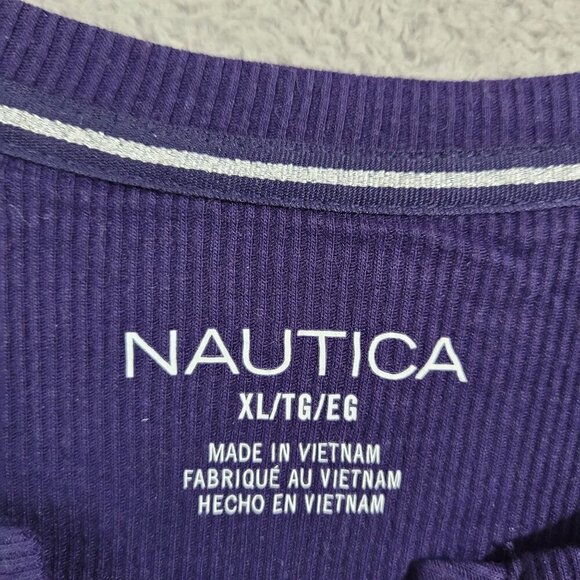 NAUTICA
XL/TG/EG
MADE IN VIETNAM
FABRIQUÉ AU VIETNAM
HECHO EN VIETNAM